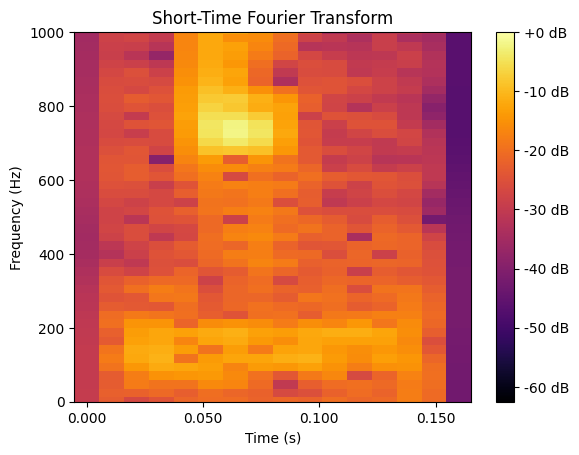 Short-Time Fourier Transform
Frequency (Hz)
1000
800
600
400
200
0
0.000
0.050
0.100
0.150
Time (s)
+0 dB
-10 dB
-20 dB
-30 dB
-40 dB
-50 dB
-60 dB